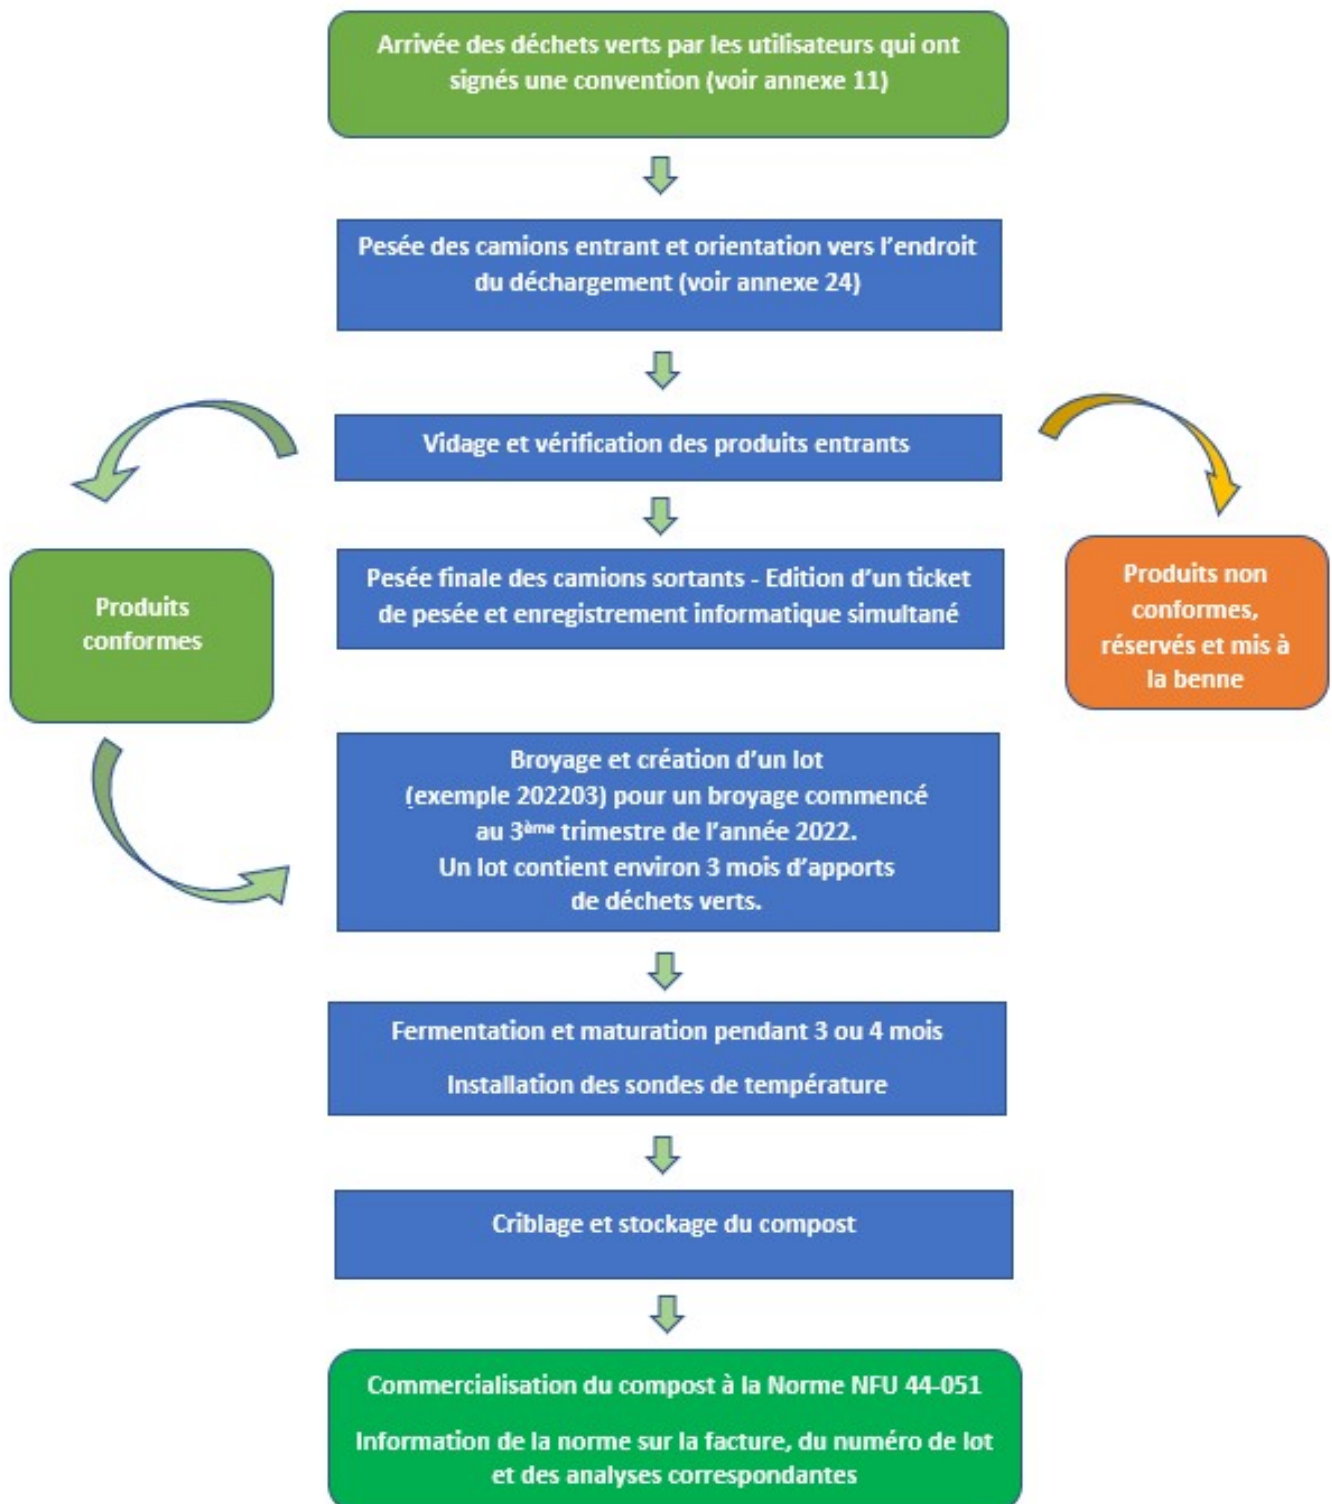 Arrivée des déchets verts par les utilisateurs qui ont
signés une convention (voir annexe 11)
Pesée des camions entrant et orientation vers l'endroit
du déchargement (voir annexe 24)
Vidage et vérification des produits entrants
Pesée finale des camions sortants - Edition d'un ticket
de pesée et enregistrement informatique simultané
Produits
conformes
Produits non
conformes,
réservés et mis à
la benne
Broyage et création d'un lot
(exemple 202203) pour un broyage commencé
au 3ème trimestre de l'année 2022.
Un lot contient environ 3 mois d'apports
de déchets verts.
Fermentation et maturation pendant 3 ou 4 mois
Installation des sondes de température
Criblage et stockage du compost
Commercialisation du compost à la Norme NFU 44-051
Information de la norme sur la facture, du numéro de lot
et des analyses correspondantes